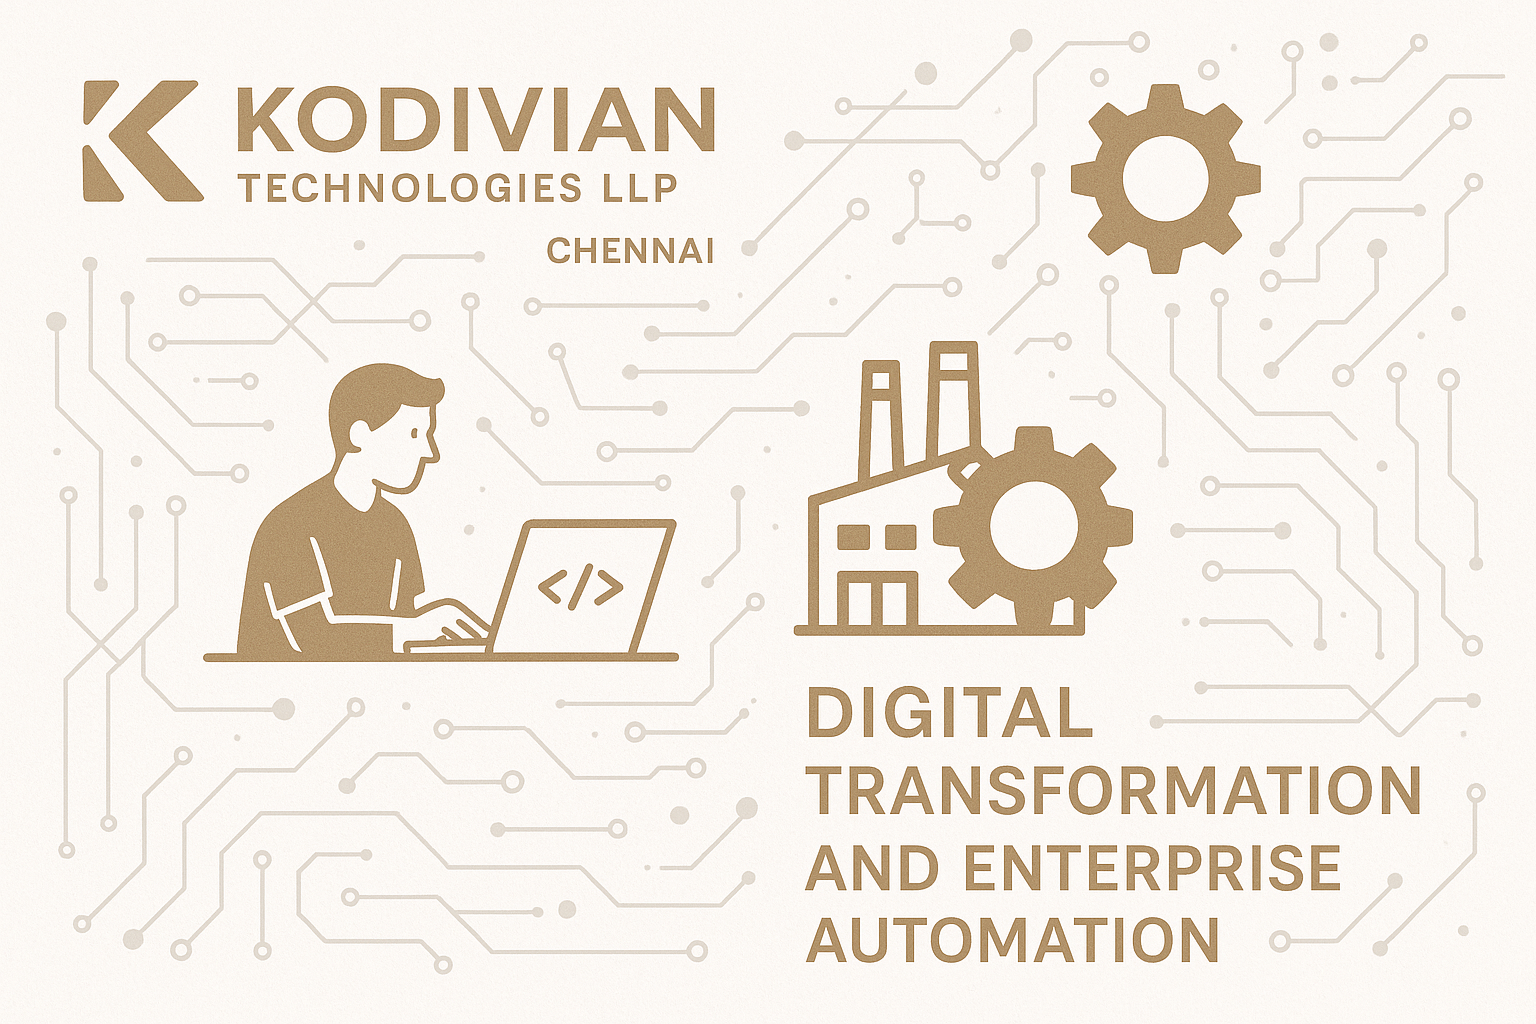 KODIVIAN
TECHNOLOGIES LLP
CHENNAI
</>
DIGITAL
TRANSFORMATION
AND ENTERPRISE
AUTOMATION